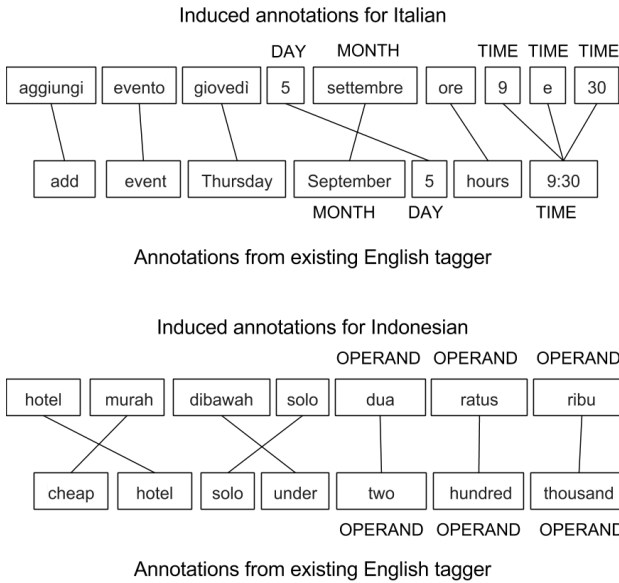 Induced annotations for Italian
DAY MONTH TIME TIME TIME
aggiungi evento giovedì 5 settembre ore 9 e 30
add event Thursday September 5 hours 9:30
MONTH DAY TIME
Annotations from existing English tagger
Induced annotations for Indonesian
OPERAND OPERAND OPERAND
hotel murah dibawah solo dua ratus ribu
cheap hotel solo under two hundred thousand
OPERAND OPERAND OPERAND
Annotations from existing English tagger